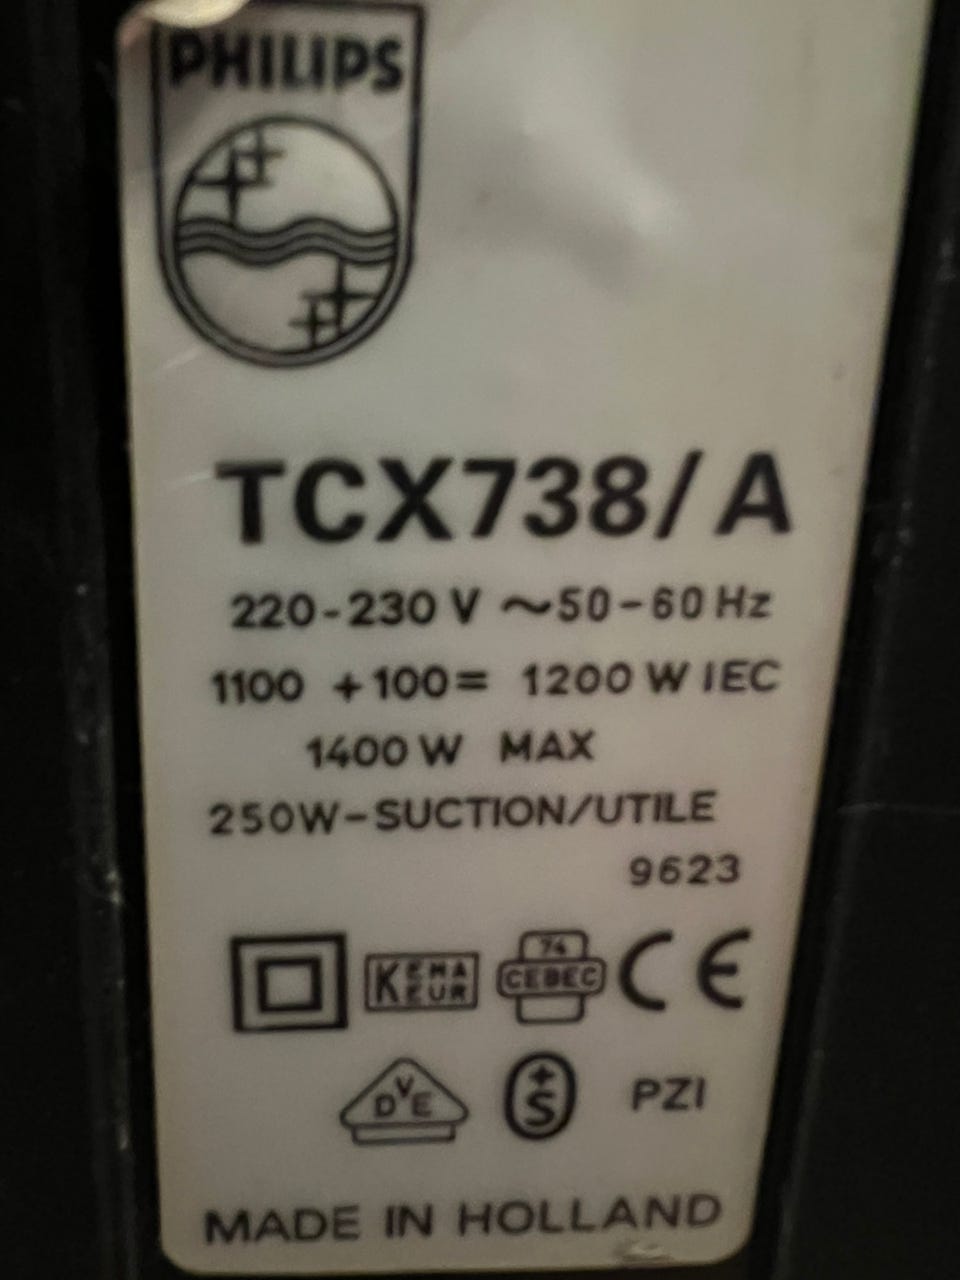 PHILIPS
TCX738/A
220-230 V ~50-60 Hz
1100 +100= 1200 W IEC
1400 W MAX
250W-SUCTION/UTILE
9623
KEMA KEUR
74
CEBEC
CE
DVE
+S
PZI
MADE IN HOLLAND